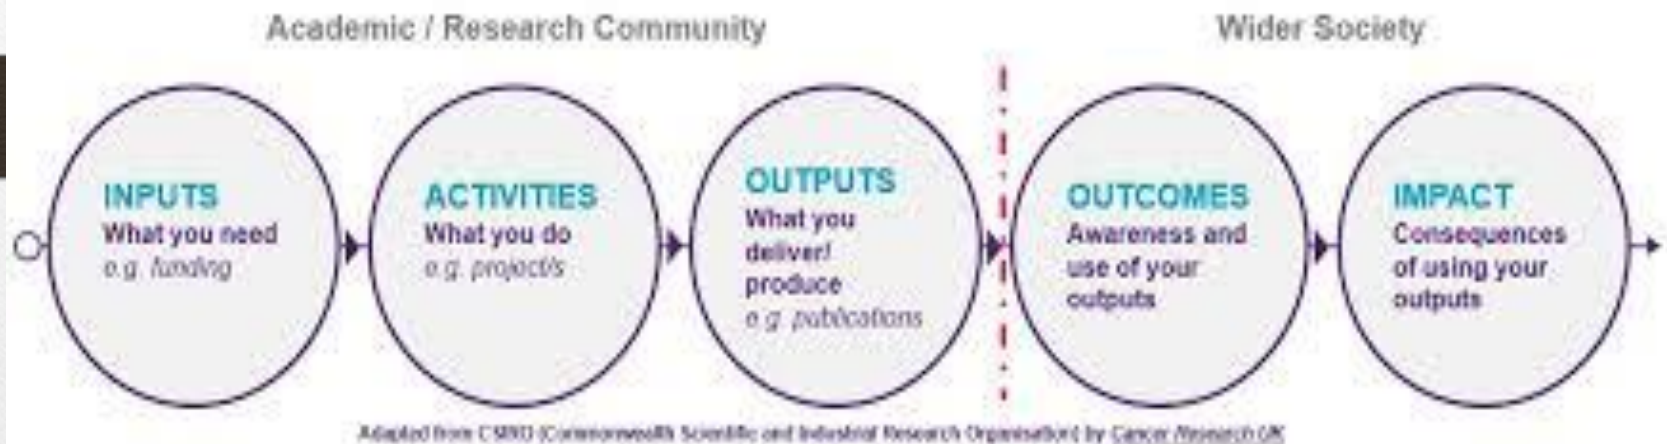 Academic / Research Community
Wider Society
INPUTS
What you need
e.g. funding
ACTIVITIES
What you do
e.g. project/s
OUTPUTS
What you
deliver/
produce
e.g. publications
OUTCOMES
Awareness and
use of your
outputs
IMPACT
Consequences
of using your
outputs
Adapted from CSIRO (Commonwealth Scientific and Industrial Research Organisation) by Cancer Research UK